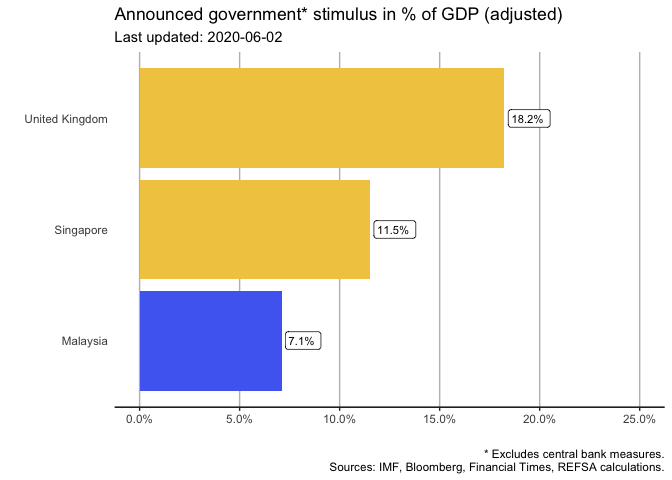 Announced government* stimulus in % of GDP (adjusted)
Last updated: 2020-06-02
United Kingdom
18.2%
Singapore
11.5%
Malaysia
7.1%
0.0% 5.0% 10.0% 15.0% 20.0% 25.0%
* Excludes central bank measures.
Sources: IMF, Bloomberg, Financial Times, REFSA calculations.